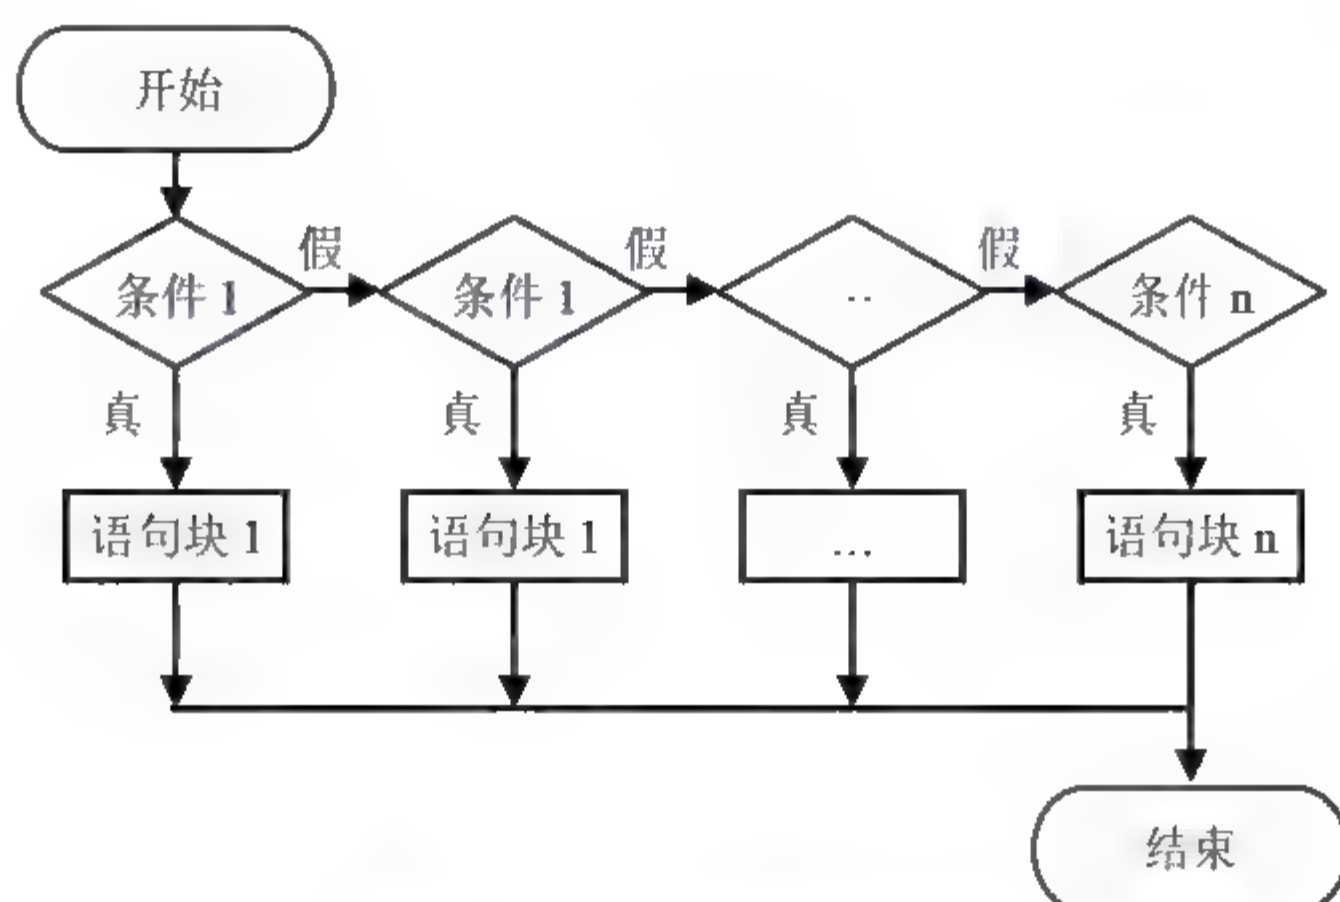 开始
假 假 假
条件 1 条件 1 .. 条件 n
真 真 真 真
语句块 1 语句块 1 ... 语句块 n
结束